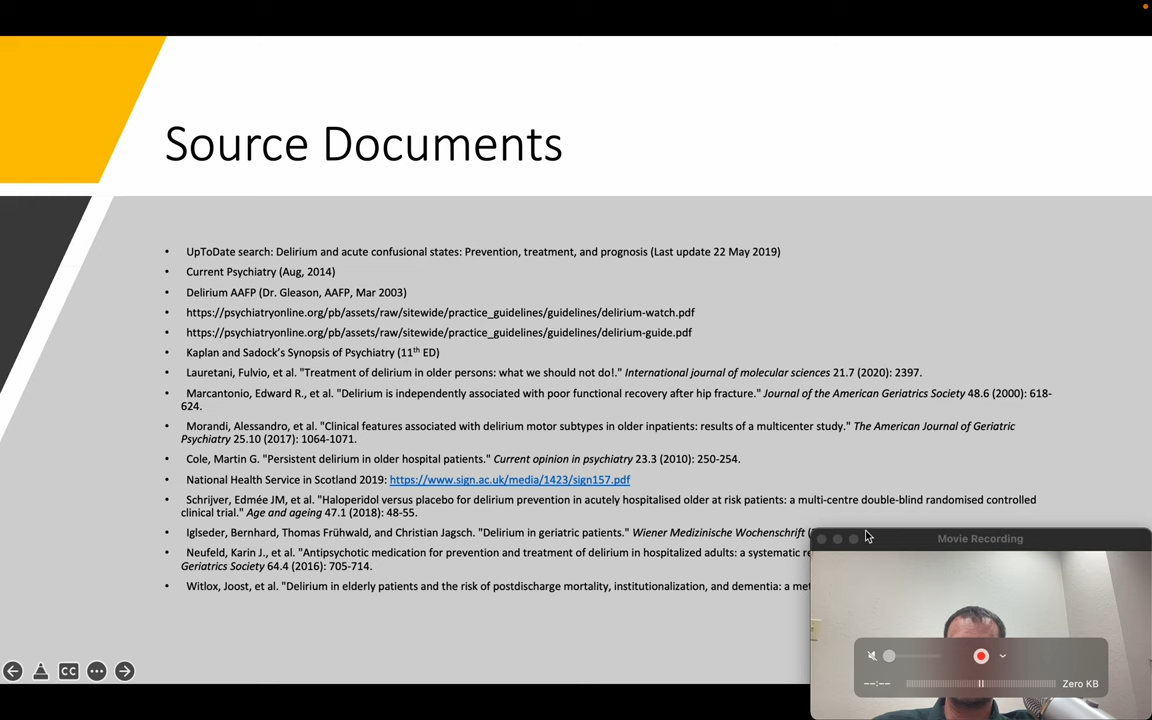 Source Documents
• UpToDate search: Delirium and acute confusional states: Prevention, treatment, and prognosis (Last update 22 May 2019)
• Current Psychiatry (Aug, 2014)
• Delirium AAFP (Dr. Gleason, AAFP, Mar 2003)
• https://psychiatryonline.org/pb/assets/raw/sitewide/practice_guidelines/guidelines/delirium-watch.pdf
• https://psychiatryonline.org/pb/assets/raw/sitewide/practice_guidelines/guidelines/delirium-guide.pdf
• Kaplan and Sadock's Synopsis of Psychiatry (11th ED)
• Lauretani, Fulvio, et al. "Treatment of delirium in older persons: what we should not do!." International journal of molecular sciences 21.7 (2020): 2397.
• Marcantonio, Edward R., et al. "Delirium is independently associated with poor functional recovery after hip fracture." Journal of the American Geriatrics Society 48.6 (2000): 618-
624.
• Morandi, Alessandro, et al. "Clinical features associated with delirium motor subtypes in older inpatients: results of a multicenter study." The American Journal of Geriatric
Psychiatry 25.10 (2017): 1064-1071.
• Cole, Martin G. "Persistent delirium in older hospital patients." Current opinion in psychiatry 23.3 (2010): 250-254.
• National Health Service in Scotland 2019: https://www.sign.ac.uk/media/1423/sign157.pdf
• Schrijver, Edmée JM, et al. "Haloperidol versus placebo for delirium prevention in acutely hospitalised older at risk patients: a multi-centre double-blind randomised controlled
clinical trial." Age and ageing 47.1 (2018): 48-55.
• Iglseder, Bernhard, Thomas Frühwald, and Christian Jagsch. "Delirium in geriatric patients." Wiener Medizinische Wochenschrift (
• Neufeld, Karin J., et al. "Antipsychotic medication for prevention and treatment of delirium in hospitalized adults: a systematic re
Geriatrics Society 64.4 (2016): 705-714.
• Witlox, Joost, et al. "Delirium in elderly patients and the risk of postdischarge mortality, institutionalization, and dementia: a met
Movie Recording
--:--
Zero KB
CC